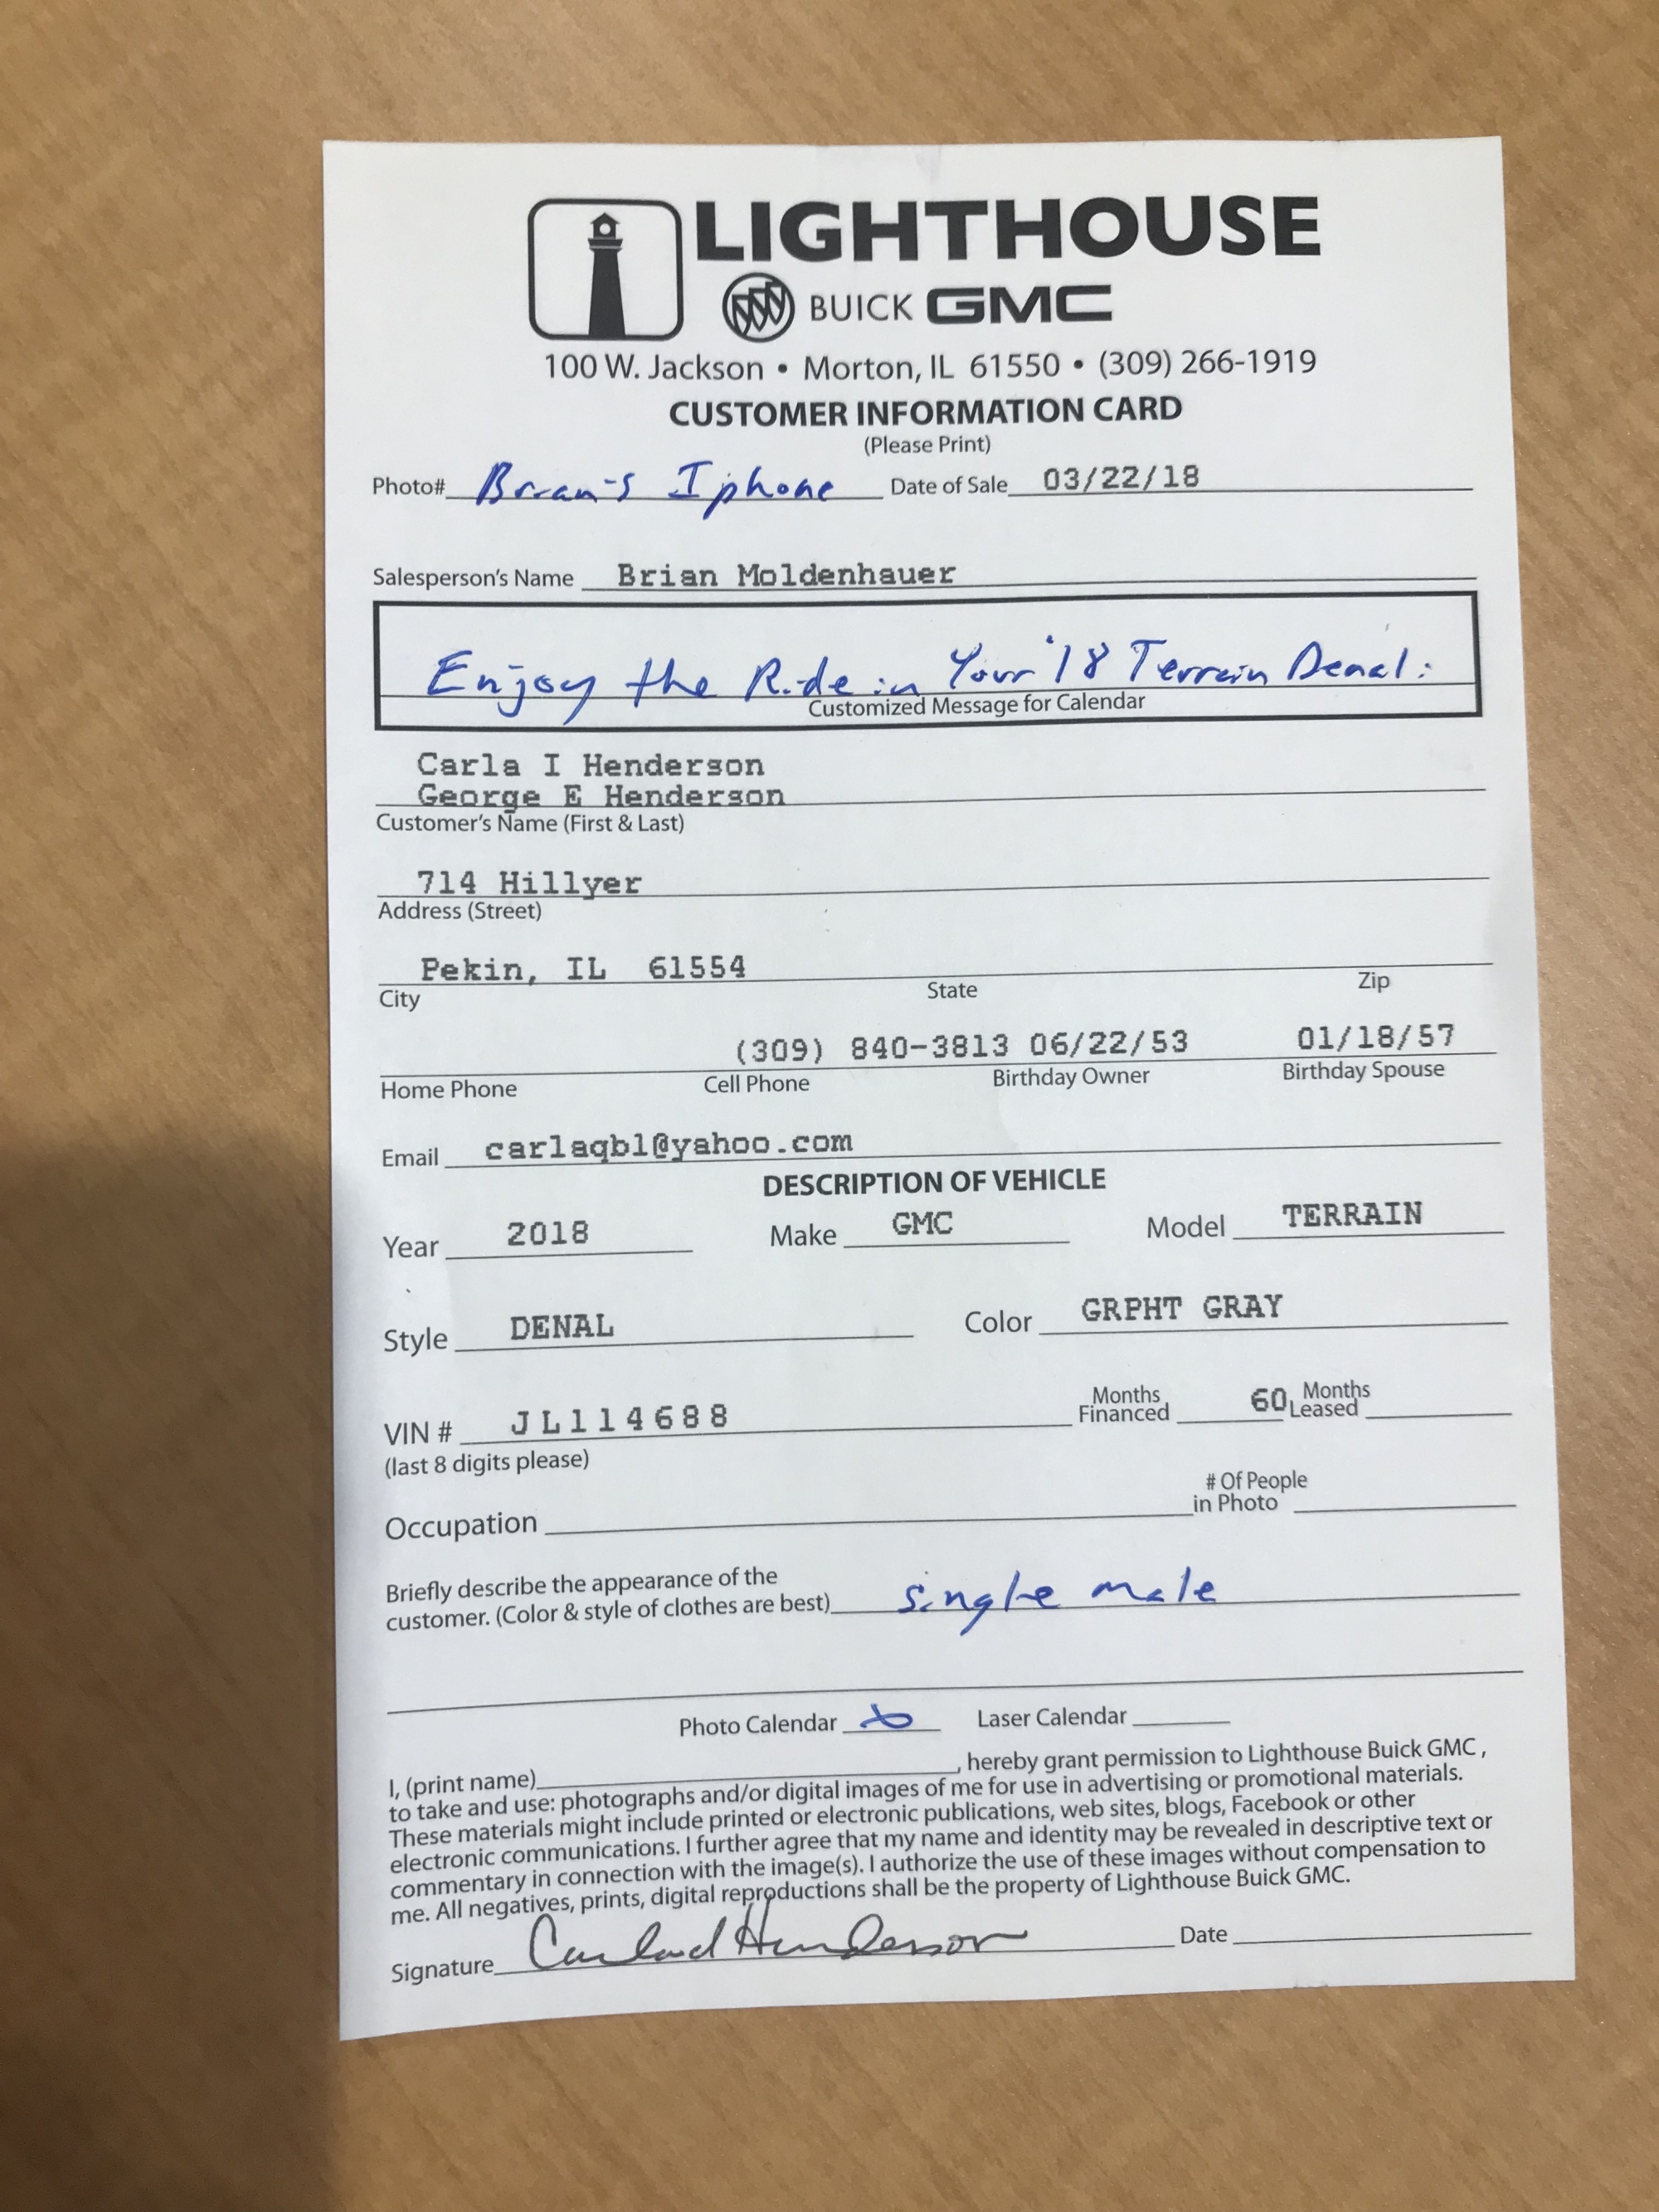 LIGHTHOUSE
BUICK GMC
100 W. Jackson • Morton, IL 61550 • (309) 266-1919
CUSTOMER INFORMATION CARD
(Please Print)
Photo# Brian's Iphone Date of Sale 03/22/18
Salesperson's Name Brian Moldenhauer
Enjoy the Ride in Your '18 Terrain Denali
Customized Message for Calendar
Carla I Henderson
George E Henderson
Customer's Name (First & Last)
714 Hillyer
Address (Street)
Pekin, IL 61554
City State Zip
(309) 840-3813 06/22/53 01/18/57
Home Phone Cell Phone Birthday Owner Birthday Spouse
Email carlaqb1@yahoo.com
DESCRIPTION OF VEHICLE
Year 2018 Make GMC Model TERRAIN
Style DENAL Color GRPHT GRAY
VIN # JL114688 Months Financed 60 Months Leased
(last 8 digits please)
Occupation # Of People in Photo
Briefly describe the appearance of the
customer. (Color & style of clothes are best) single male
Photo Calendar Laser Calendar
I, (print name) , hereby grant permission to Lighthouse Buick GMC ,
to take and use: photographs and/or digital images of me for use in advertising or promotional materials.
These materials might include printed or electronic publications, web sites, blogs, Facebook or other
electronic communications. I further agree that my name and identity may be revealed in descriptive text or
commentary in connection with the image(s). I authorize the use of these images without compensation to
me. All negatives, prints, digital reproductions shall be the property of Lighthouse Buick GMC.
Signature Henderson Date